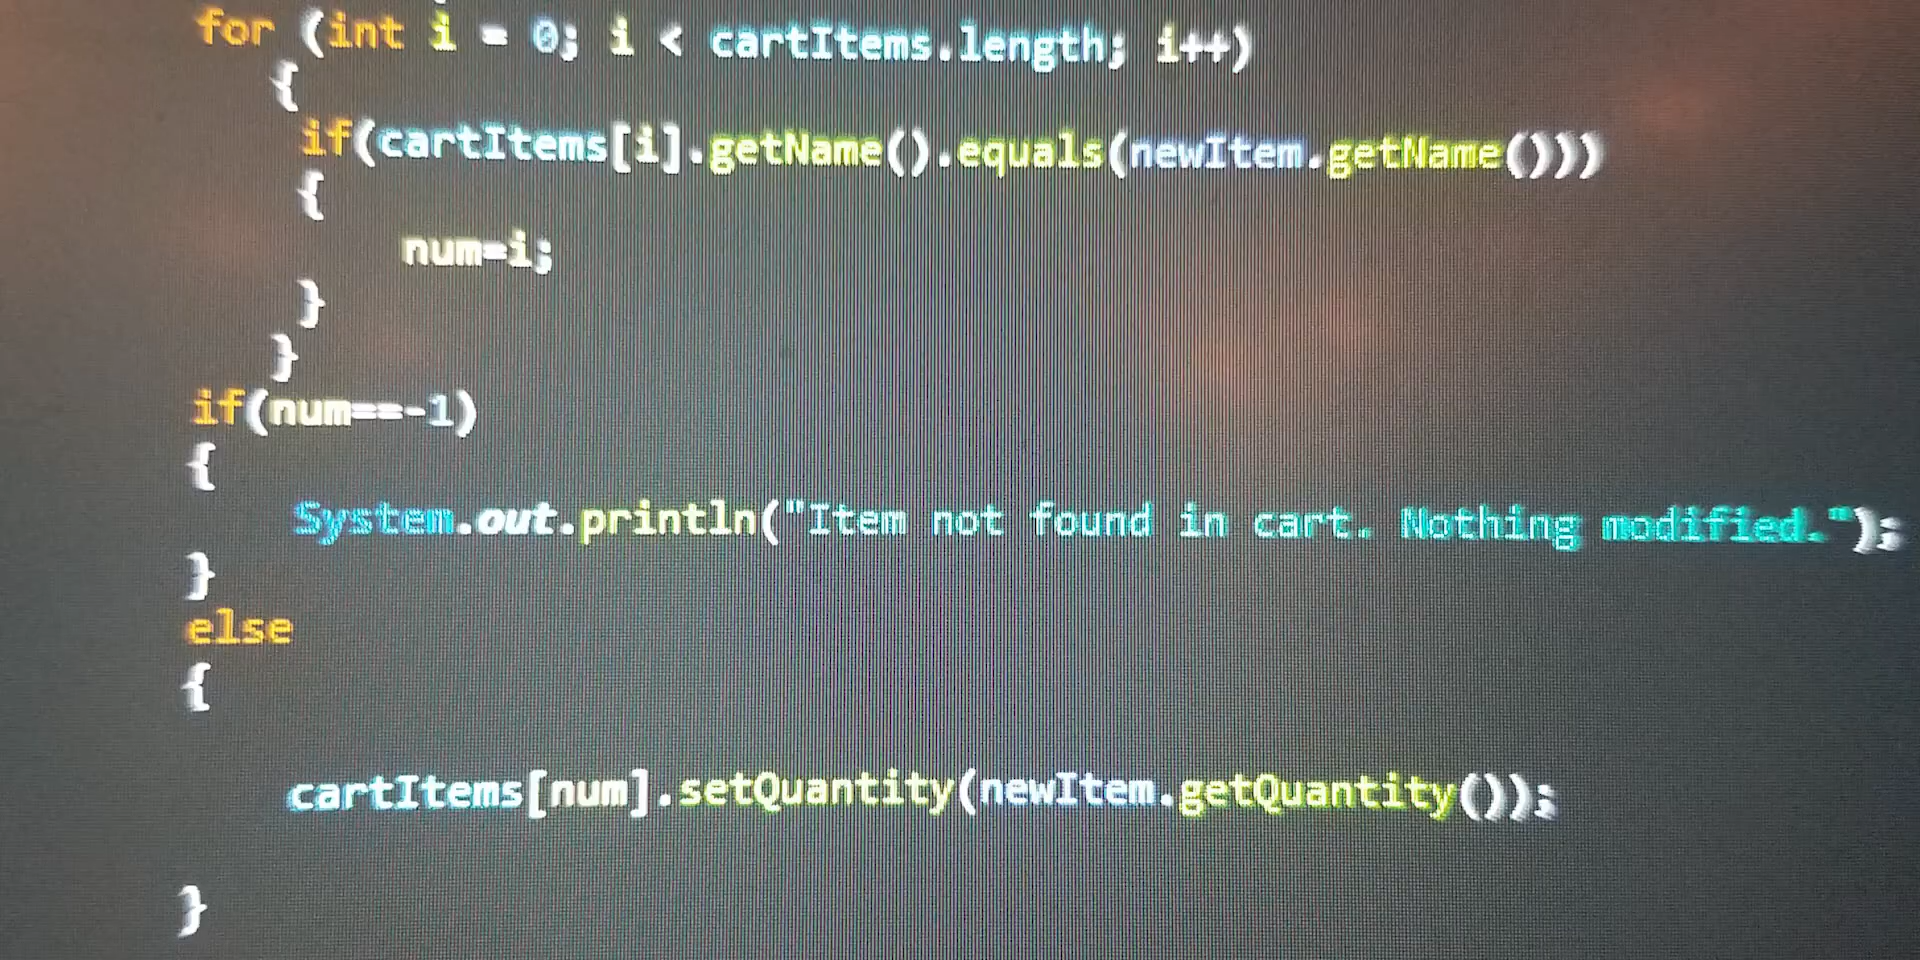 for (int i = 0; i < cartItems.length; i++)
{
if(cartItems[i].getName().equals(newItem.getName()))
{
num=i;
}
}
if(num==-1)
{
System.out.println("Item not found in cart. Nothing modified.");
}
else
{
cartItems[num].setQuantity(newItem.getQuantity());
}